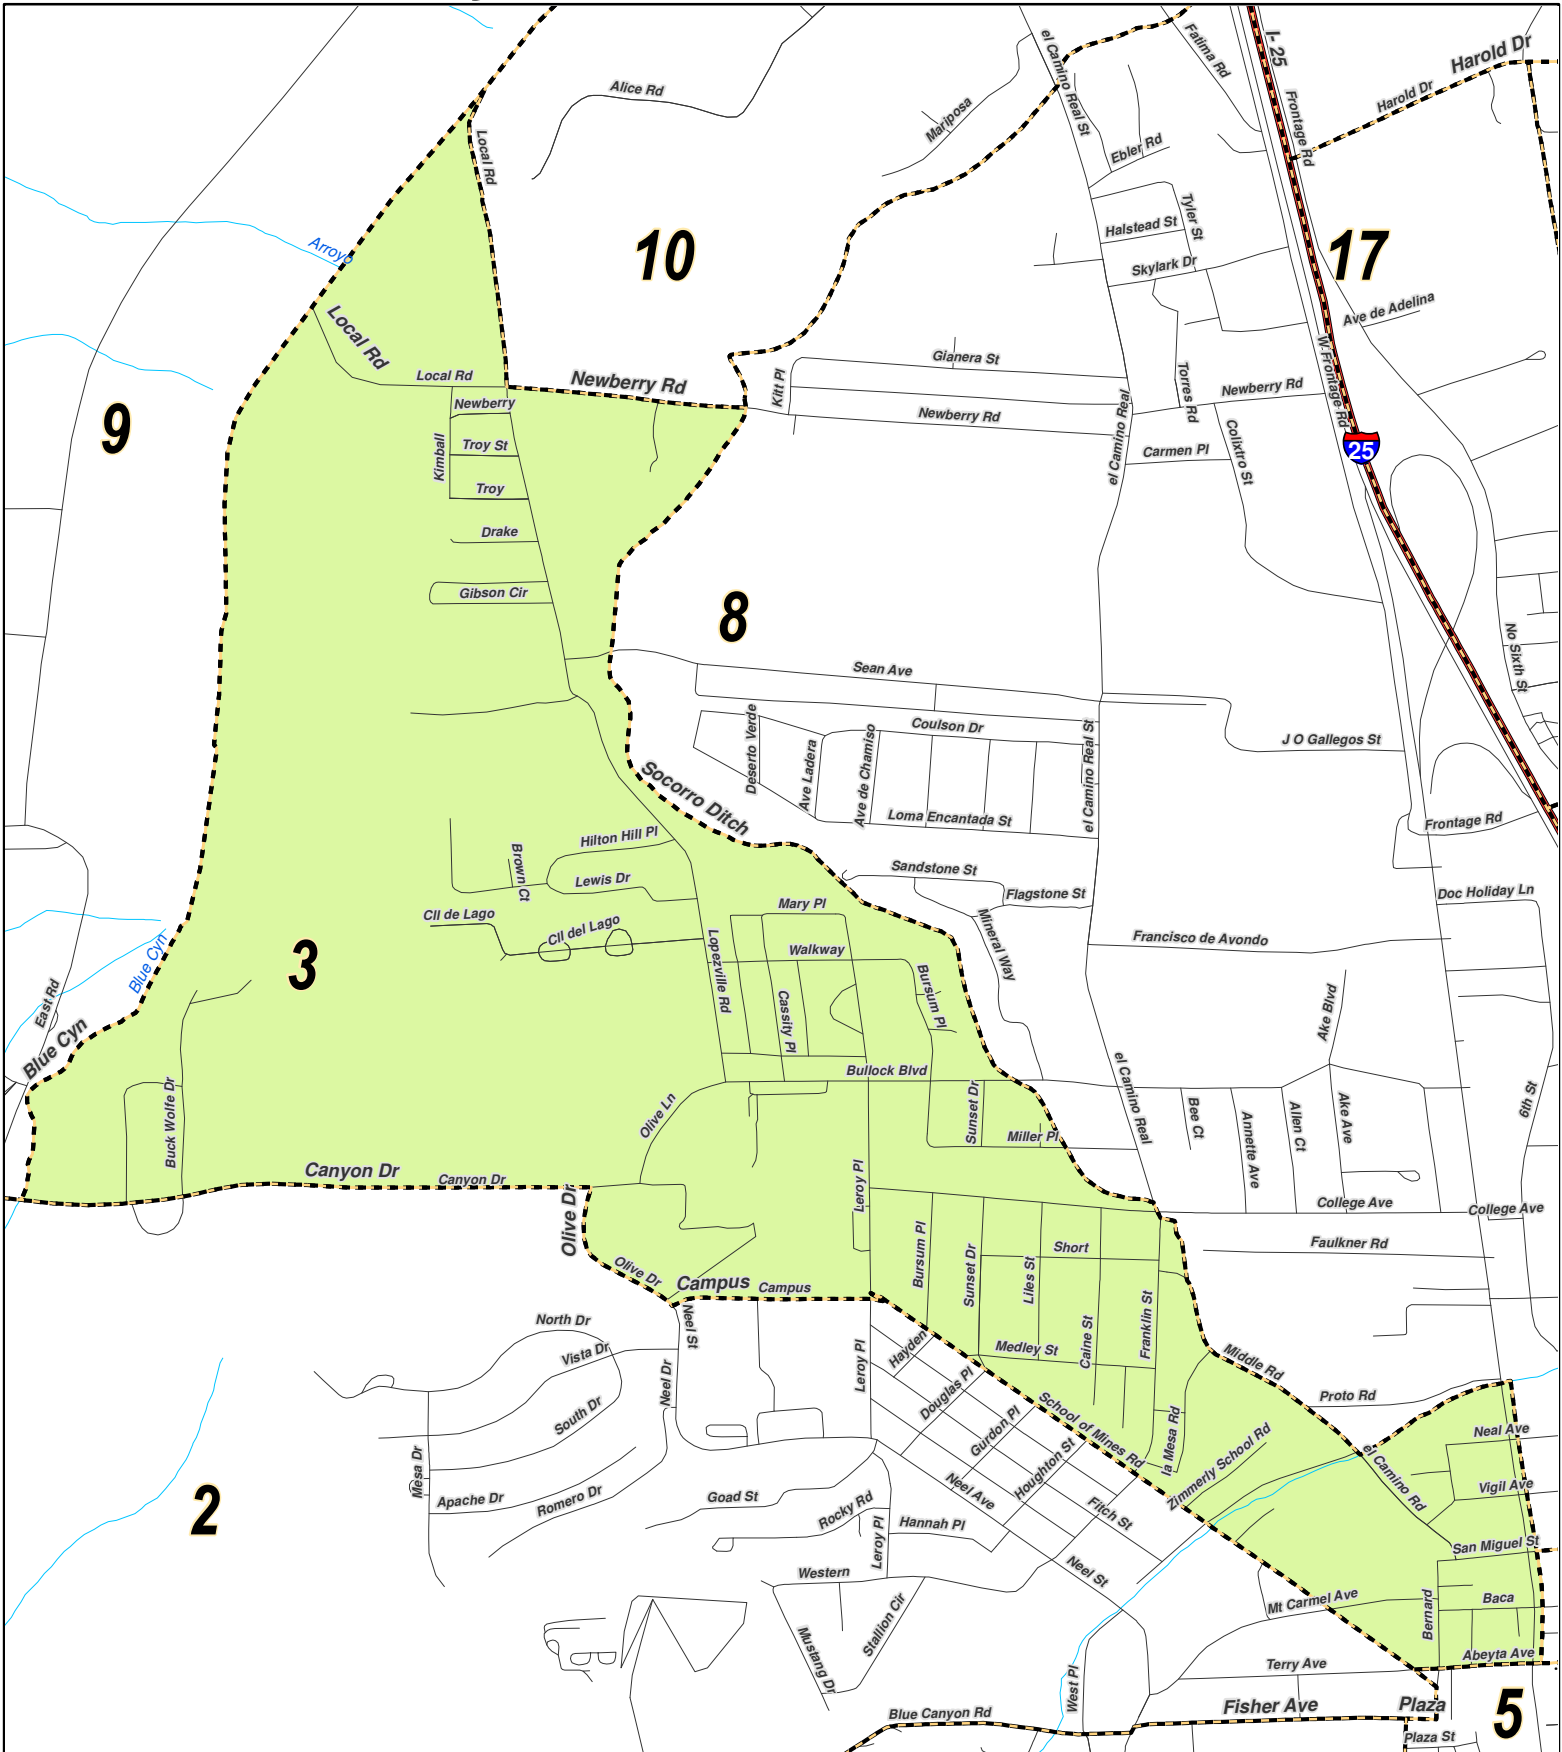 Alice Rd
el Camino Real St
Fatima Rd
I- 25
Harold Dr
Harold Dr
Frontage Rd
Mariposa
Local Rd
Ebler Rd
Tyler St
Halstead St
Skylark Dr
10
17
Arroyo
Local Rd
Ave de Adelina
W Frontage Rd
Gianera St
Local Rd
Newberry Rd
Kitt Pl
Torres Rd
Newberry Rd
Newberry
Newberry Rd
el Camino Real
9
Kimball
Troy St
Carmen Pl
Colixtro St
25
Troy
Drake
Gibson Cir
8
No Sixth St
Sean Ave
Coulson Dr
Deserto Verde
Ave Ladera
Ave de Chamiso
el Camino Real St
J O Gallegos St
Socorro Ditch
Loma Encantada St
Frontage Rd
Hilton Hill Pl
Brown Ct
Lewis Dr
Sandstone St
Flagstone St
Doc Holiday Ln
Mary Pl
Cll de Lago
Cll del Lago
Mineral Way
Francisco de Avondo
Walkway
Lopezville Rd
Bursum Pl
3
Blue Cyn
Cassity Pl
East Rd
Ake Blvd
Blue Cyn
Bullock Blvd
el Camino Real
6th St
Buck Wolfe Dr
Olive Ln
Sunset Dr
Miller Pl
Bee Ct
Annette Ave
Allen Ct
Ake Ave
Canyon Dr
Canyon Dr
Leroy Pl
College Ave
College Ave
Olive Dr
Bursum Pl
Short
Faulkner Rd
Olive Dr
Campus
Campus
Sunset Dr
Liles St
Franklin St
North Dr
Neel St
Vista Dr
Hayden
Medley St
Caine St
Middle Rd
Leroy Pl
Neel Dr
Douglas Pl
Proto Rd
South Dr
Gurdon Pl
School of Mines Rd
la Mesa Rd
Zimmerly School Rd
Neal Ave
Mesa Dr
Houghton St
el Camino Rd
Vigil Ave
2
Apache Dr
Romero Dr
Goad St
Rocky Rd
Neel Ave
Fitch St
Leroy Pl
Hannah Pl
San Miguel St
Western
Neel St
Mt Carmel Ave
Bernard
Baca
Stallion Cir
Mustang Dr
Terry Ave
Abeyta Ave
West Pl
Blue Canyon Rd
Fisher Ave
Plaza
5
Plaza St